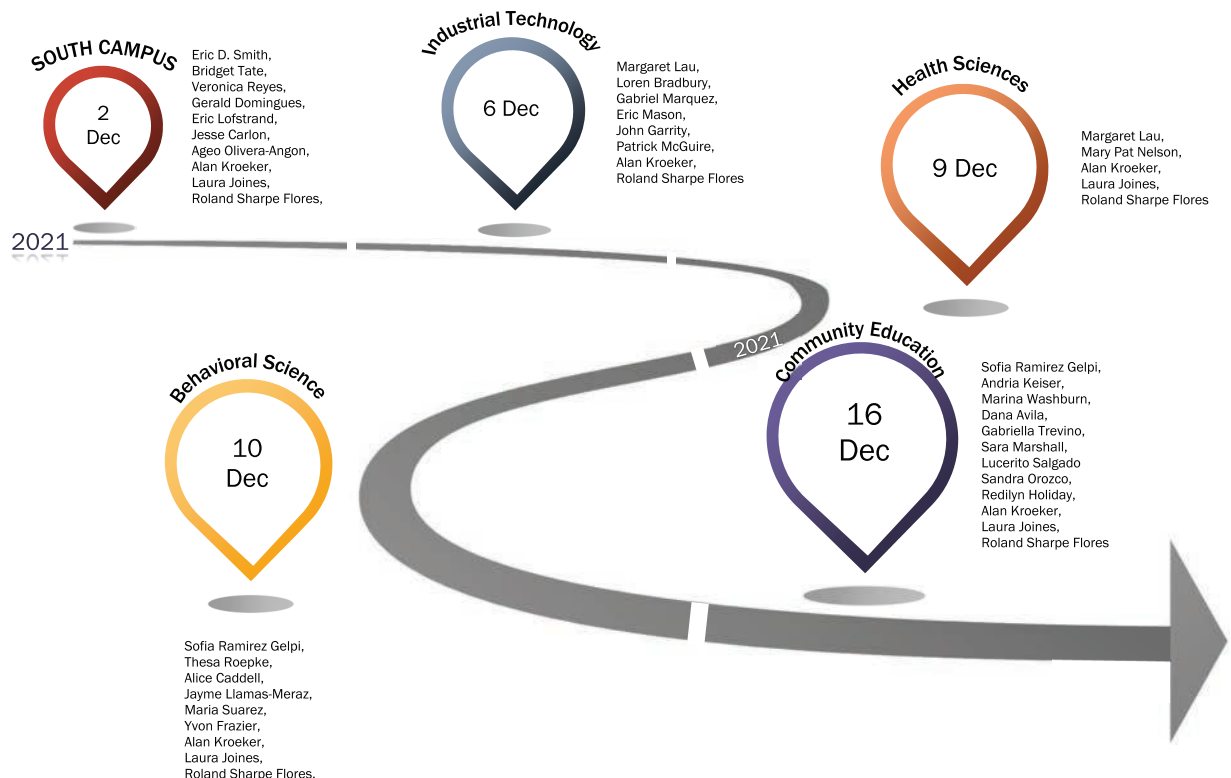 SOUTH CAMPUS
2
Dec
Eric D. Smith,
Bridget Tate,
Veronica Reyes,
Gerald Domingues,
Eric Lofstrand,
Jesse Carlon,
Ageo Olivera-Angon,
Alan Kroeker,
Laura Joines,
Roland Sharpe Flores,
Industrial Technology
6 Dec
Margaret Lau,
Loren Bradbury,
Gabriel Marquez,
Eric Mason,
John Garrity,
Patrick McGuire,
Alan Kroeker,
Roland Sharpe Flores
Health Sciences
9 Dec
Margaret Lau,
Mary Pat Nelson,
Alan Kroeker,
Laura Joines,
Roland Sharpe Flores
2021
2021
Behavioral Science
10
Dec
Sofia Ramirez Gelpi,
Thesa Roepke,
Alice Caddell,
Jayme Llamas-Meraz,
Maria Suarez,
Yvon Frazier,
Alan Kroeker,
Laura Joines,
Roland Sharpe Flores,
Community Education
16
Dec
Sofia Ramirez Gelpi,
Andria Keiser,
Marina Washburn,
Dana Avila,
Gabriella Trevino,
Sara Marshall,
Lucerito Salgado
Sandra Orozco,
Redilyn Holiday,
Alan Kroeker,
Laura Joines,
Roland Sharpe Flores